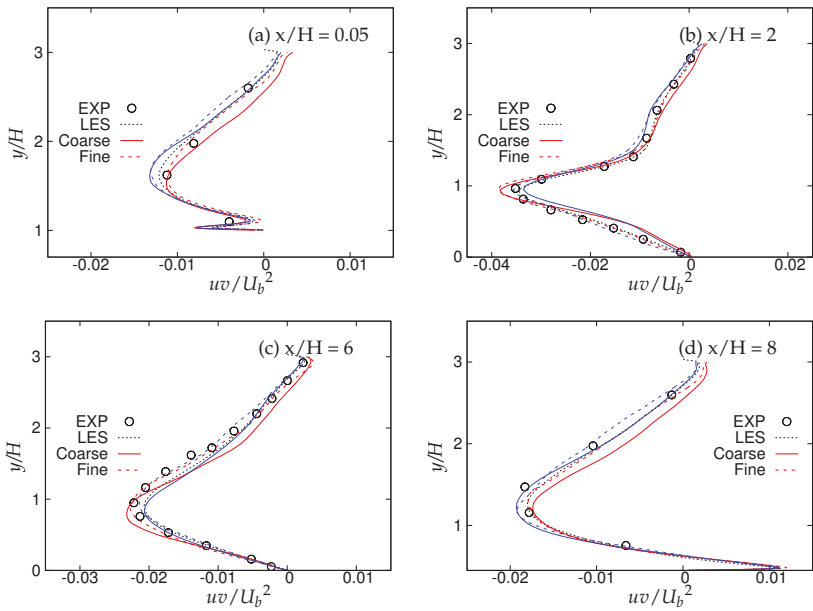 (a) x/H = 0.05
EXP
LES
Coarse
Fine
y/H
3
2
1
-0.02
-0.01
0
0.01
uv/U_b^2
(b) x/H = 2
EXP
LES
Coarse
Fine
y/H
3
2
1
0
-0.04
-0.02
0
0.02
uv/U_b^2
(c) x/H = 6
EXP
LES
Coarse
Fine
y/H
3
2
1
0
-0.03
-0.02
-0.01
0
0.01
uv/U_b^2
(d) x/H = 8
EXP
LES
Coarse
Fine
y/H
3
2
1
-0.02
-0.01
0
0.01
uv/U_b^2